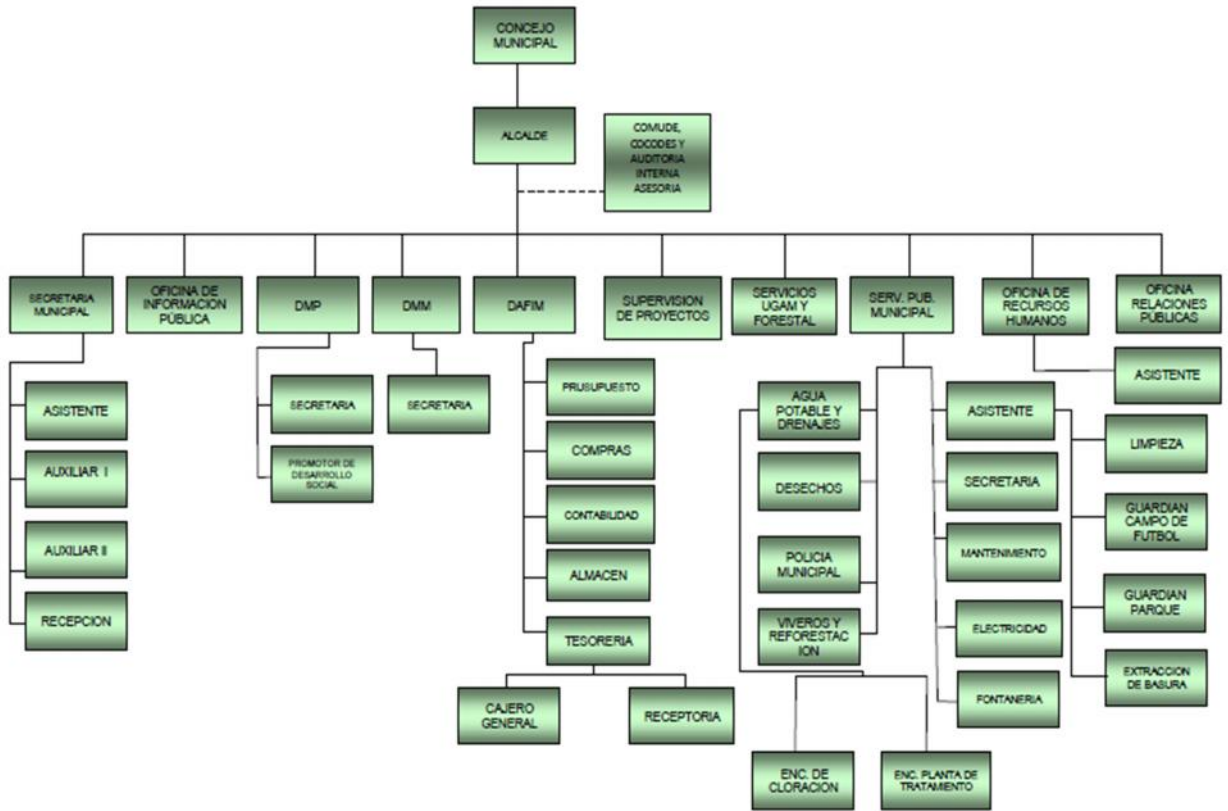 CONCEJO
MUNICIPAL
ALCALDE
COMUDE,
COCODES Y
AUDITORIA
INTERNA
ASESORIA
SECRETARIA
MUNICIPAL
OFICINA DE
INFORMACION
PÚBLICA
DMP
DMM
DAFIM
SUPERVISION
DE PROYECTOS
SERVICIOS
UGAM Y
FORESTAL
SERV. PUB.
MUNICIPAL
OFICINA DE
RECURSOS
HUMANOS
OFICINA
RELACIONES
PÚBLICAS
ASISTENTE
AUXILIAR I
AUXILIAR II
RECEPCION
SECRETARIA
PROMOTOR DE
DESARROLLO
SOCIAL
SECRETARIA
PRUSUPUESTO
COMPRAS
CONTABILIDAD
ALMACEN
TESORERIA
CAJERO
GENERAL
RECEPTORIA
AGUA
POTABLE Y
DRENAJES
DESECHOS
POLICIA
MUNICIPAL
VIVEROS Y
REFORESTAC
ION
ENC. DE
CLORACION
ENC. PLANTA DE
TRATAMIENTO
ASISTENTE
SECRETARIA
MANTENIMIENTO
ELECTRICIDAD
FONTANERIA
ASISTENTE
LIMPIEZA
GUARDIAN
CAMPO DE
FUTBOL
GUARDIAN
PARQUE
EXTRACCION
DE BASURA